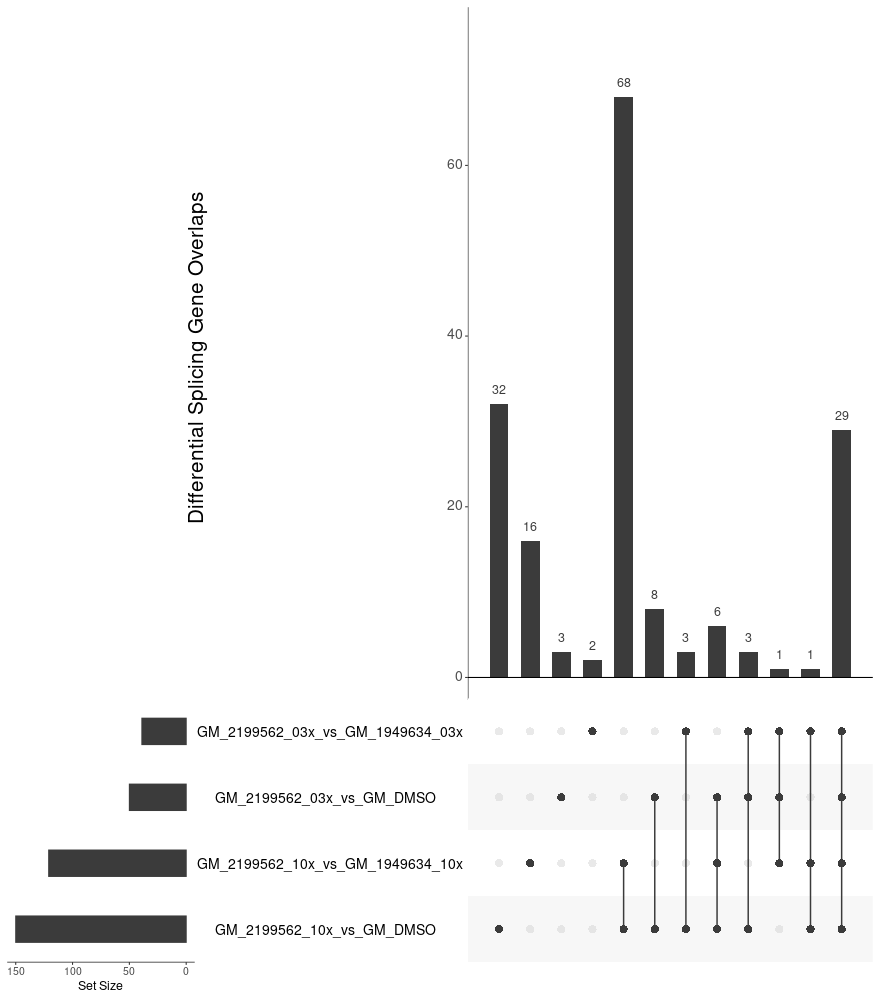 68
60
Differential Splicing Gene Overlaps
40
32
29
20
16
8
6
3
2
3
3
1
1
0
GM_2199562_03x_vs_GM_1949634_03x
GM_2199562_03x_vs_GM_DMSO
GM_2199562_10x_vs_GM_1949634_10x
GM_2199562_10x_vs_GM_DMSO
150 100 50 0
Set Size